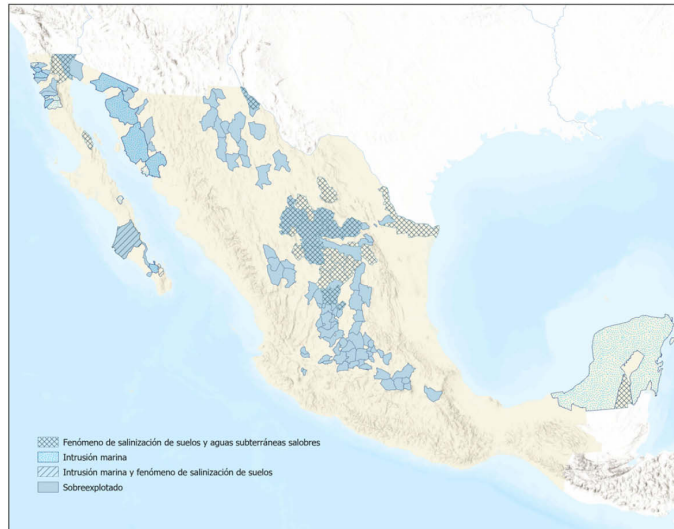 Fenómeno de salinización de suelos y aguas subterráneas salobres
Intrusión marina
Intrusión marina y fenómeno de salinización de suelos
Sobreexplotado